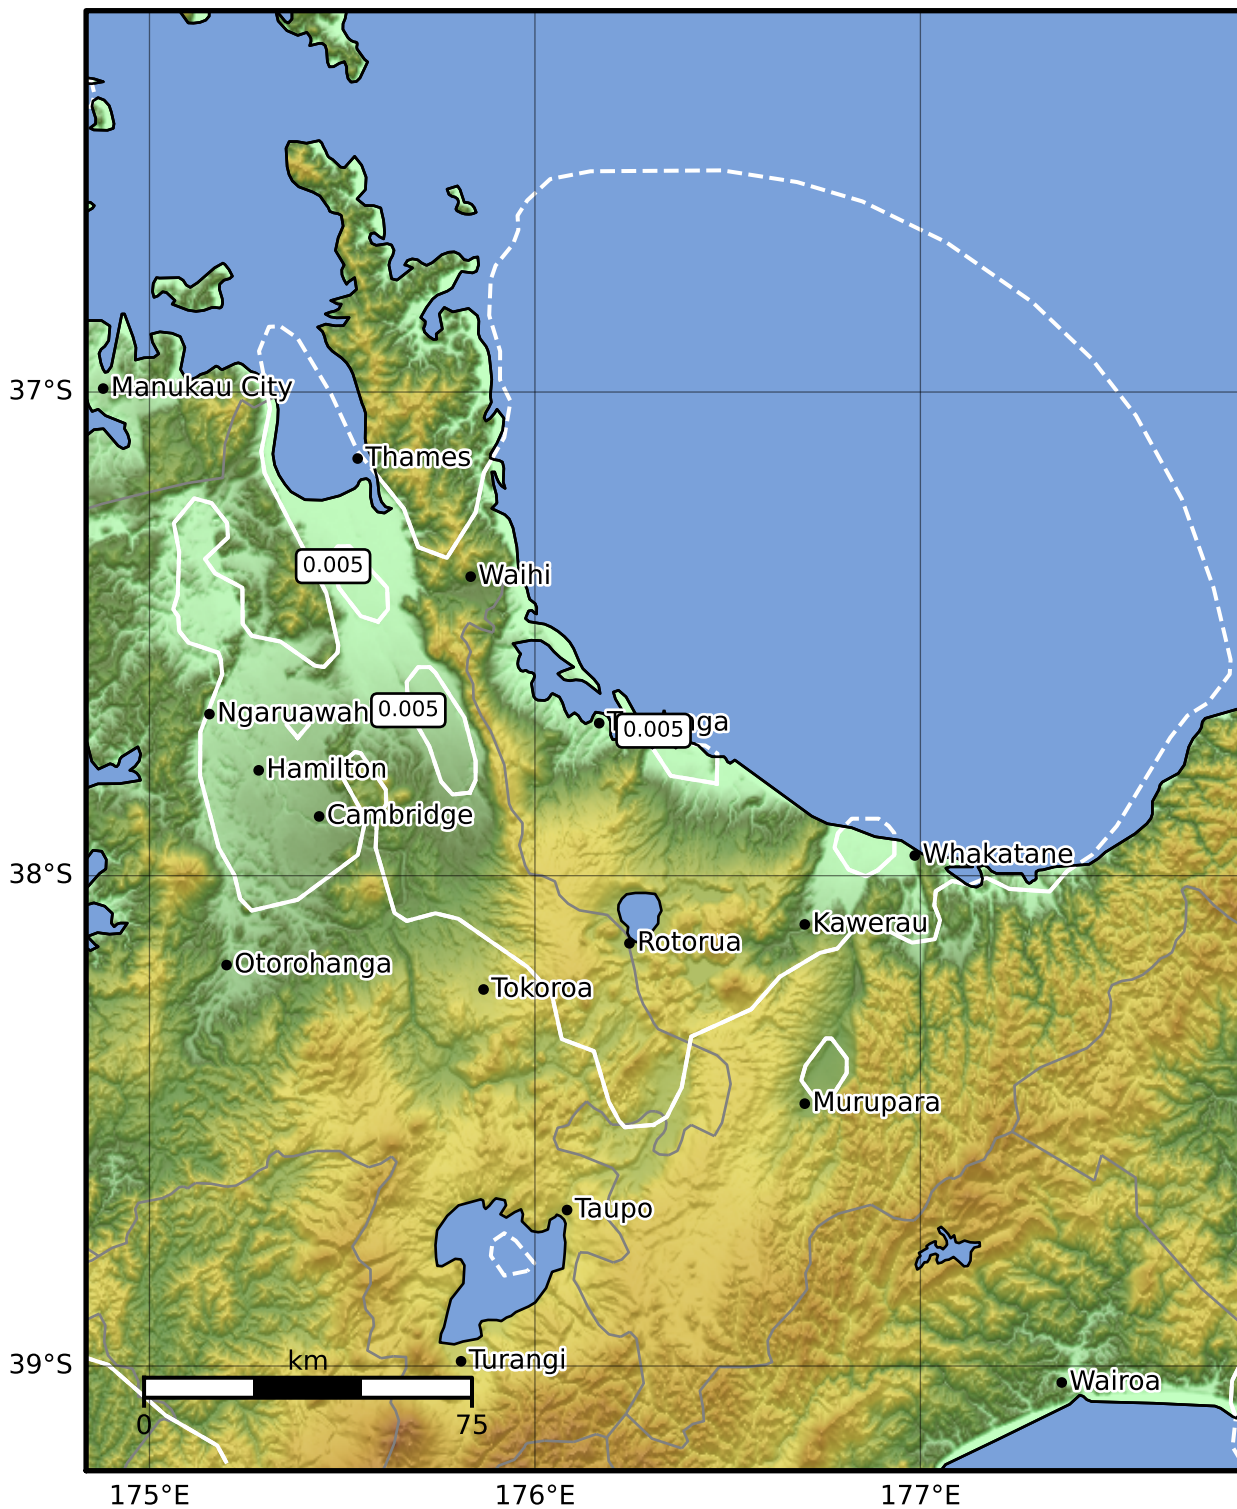 37°S
Manukau City
Thames
0.005
Waihi
Ngaruawah
0.005
0.005
Hamilton
Cambridge
38°S
Whakatane
Kawerau
Rotorua
Otorohanga
Tokoroa
Murupara
Taupo
39°S
km
Turangi
Wairoa
0 75
175°E 176°E 177°E